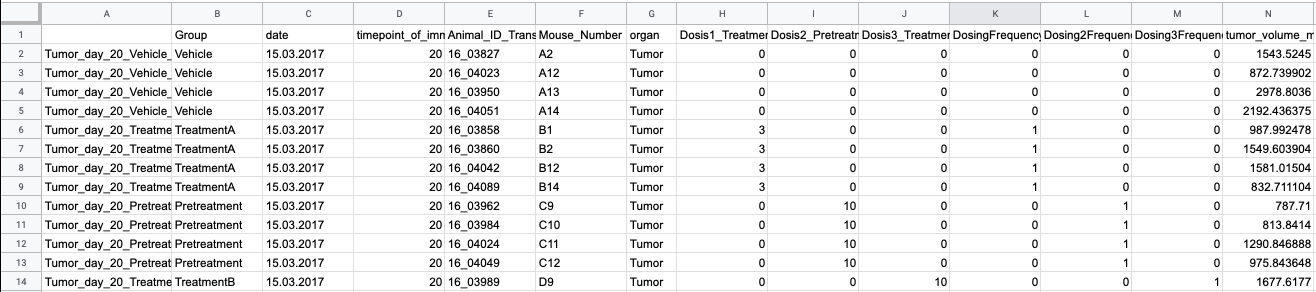 A B C D E F G H I J K L M N
1 Group date timepoint_of_imm Animal_ID_Trans Mouse_Number organ Dosis1_Treatmer Dosis2_Pretreatr Dosis3_Treatmer DosingFrequency Dosing2Frequen Dosing3Frequen tumor_volume_m
2 Tumor_day_20_Vehicle_ Vehicle 15.03.2017 20 16_03827 A2 Tumor 0 0 0 0 0 0 1543.5245
3 Tumor_day_20_Vehicle_ Vehicle 15.03.2017 20 16_04023 A12 Tumor 0 0 0 0 0 0 872.739902
4 Tumor_day_20_Vehicle_ Vehicle 15.03.2017 20 16_03950 A13 Tumor 0 0 0 0 0 0 2978.8036
5 Tumor_day_20_Vehicle_ Vehicle 15.03.2017 20 16_04051 A14 Tumor 0 0 0 0 0 0 2192.436375
6 Tumor_day_20_Treatme TreatmentA 15.03.2017 20 16_03858 B1 Tumor 3 0 0 1 0 0 987.992478
7 Tumor_day_20_Treatme TreatmentA 15.03.2017 20 16_03860 B2 Tumor 3 0 0 1 0 0 1549.603904
8 Tumor_day_20_Treatme TreatmentA 15.03.2017 20 16_04042 B12 Tumor 3 0 0 1 0 0 1581.01504
9 Tumor_day_20_Treatme TreatmentA 15.03.2017 20 16_04089 B14 Tumor 3 0 0 1 0 0 832.711104
10 Tumor_day_20_Pretreat Pretreatment 15.03.2017 20 16_03962 C9 Tumor 0 10 0 0 1 0 787.71
11 Tumor_day_20_Pretreat Pretreatment 15.03.2017 20 16_03984 C10 Tumor 0 10 0 0 1 0 813.8414
12 Tumor_day_20_Pretreat Pretreatment 15.03.2017 20 16_04024 C11 Tumor 0 10 0 0 1 0 1290.846888
13 Tumor_day_20_Pretreat Pretreatment 15.03.2017 20 16_04049 C12 Tumor 0 10 0 0 1 0 975.843648
14 Tumor_day_20_Treatme TreatmentB 15.03.2017 20 16_03989 D9 Tumor 0 0 10 0 0 1 1677.6177